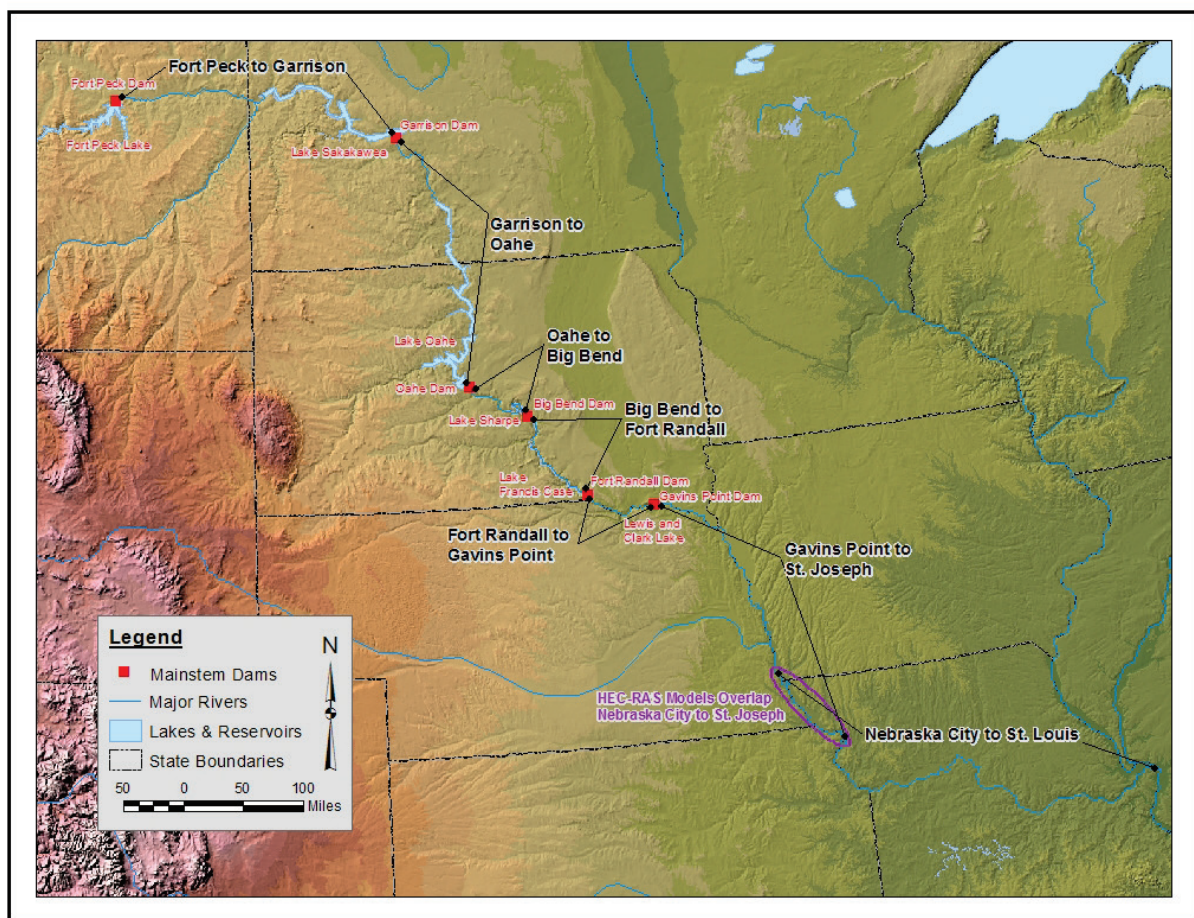 Fort Peck to Garrison
Fort Peck Dam
Fort Peck Lake
Garrison Dam
Lake Sakakawea
Garrison to
Oahe
Oahe to
Big Bend
Lake Oahe
Oahe Dam
Big Bend Dam
Lake Sharpe
Big Bend to
Fort Randall
Lake
Francis Case
Fort Randall Dam
Gavins Point Dam
Lewis and
Clark Lake
Fort Randall to
Gavins Point
Gavins Point to
St. Joseph
HEC-RAS Models Overlap
Nebraska City to St. Joseph
Nebraska City to St. Louis
Legend
N
Mainstem Dams
Major Rivers
Lakes & Reservoirs
State Boundaries
50 25 0 50 100
Miles